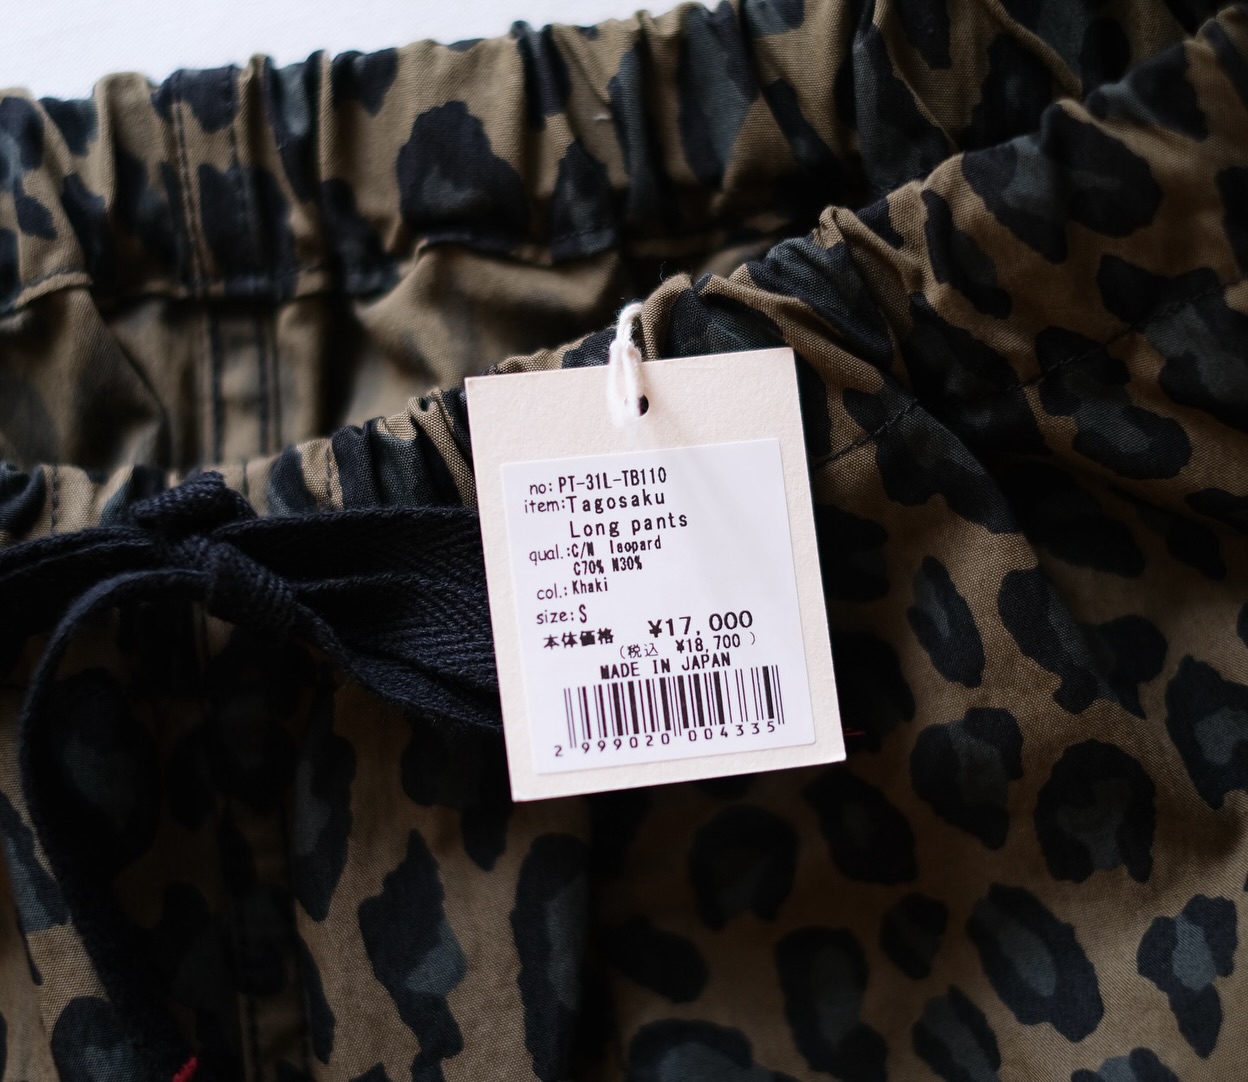 no: PT-31L-TB110
item: Tagosaku
Long pants
qual.: C/N leopard
C70% N30%
col.: Khaki
size: S
本体価格 ¥17,000
(税込 ¥18,700 )
MADE IN JAPAN
2 999020 004335